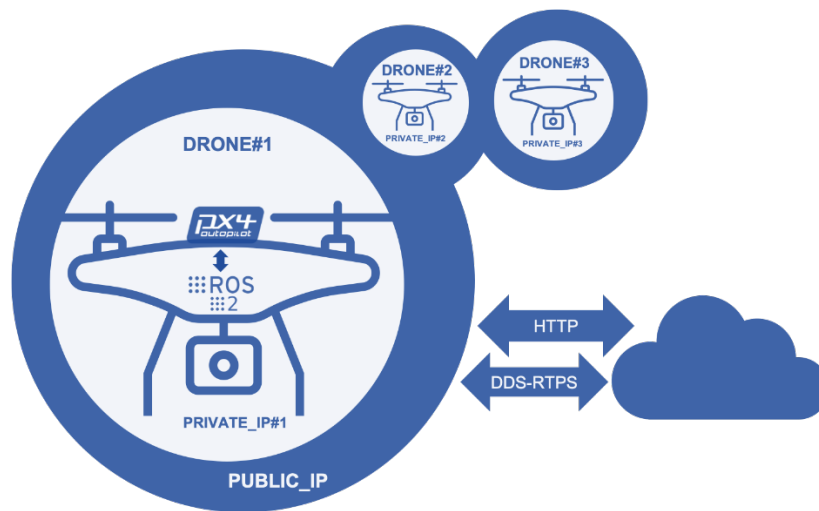 DRONE#1
px4
autopilot
ROS
2
PRIVATE_IP#1
PUBLIC_IP
DRONE#2
PRIVATE_IP#2
DRONE#3
PRIVATE_IP#3
HTTP
DDS-RTPS